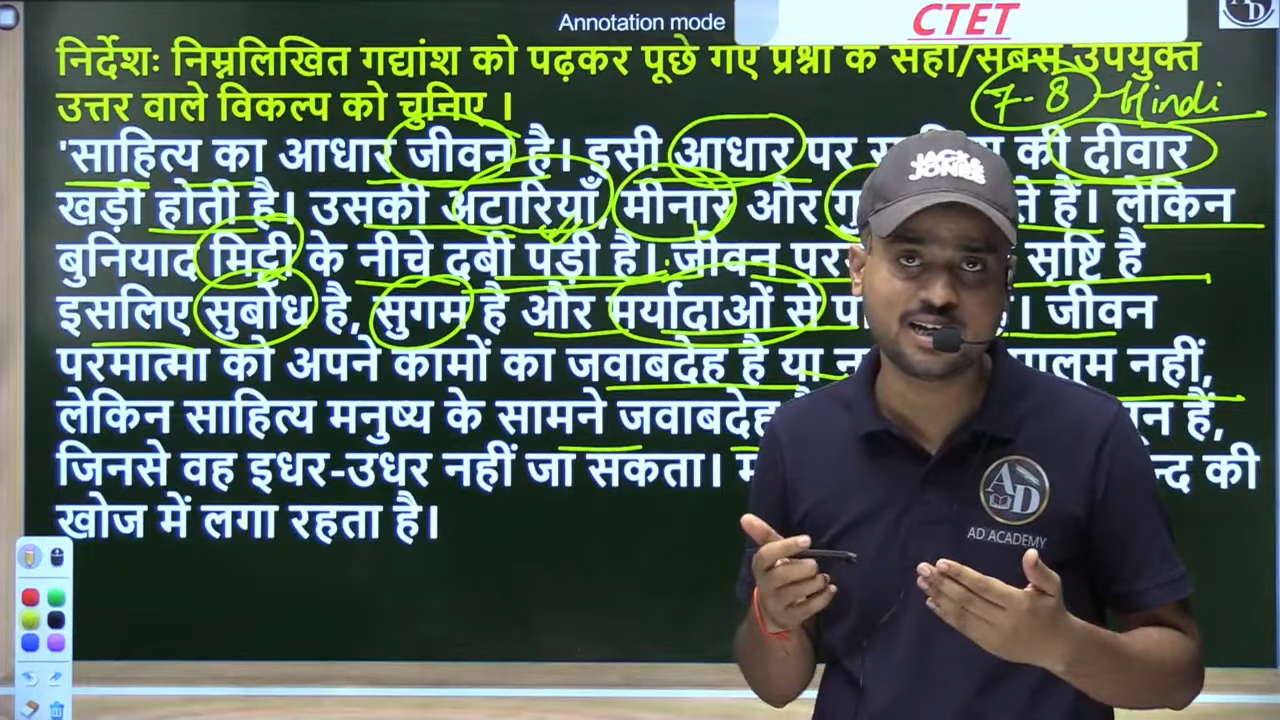 Annotation mode
CTET
AD
निर्देशः निम्नलिखित गद्यांश को पढ़कर पूछे गए प्रश्नों के सही/सबसे उपयुक्त
उत्तर वाले विकल्प को चुनिए ।
7-8 Hindi
'साहित्य का आधार जीवन है। इसी आधार पर की दीवार
खड़ी होती है। उसकी अटारियाँ, मीनार और हैं। लेकिन
बुनियाद मिट्टी के नीचे दबी पड़ी है। जीवन सृष्टि है
इसलिए सुबोध है, सुगम है और मर्यादाओं से जीवन
परमात्मा को अपने कामों का जवाबदेह है या नहीं,
लेकिन साहित्य मनुष्य के सामने जवाबदेह हैं,
जिनसे वह इधर-उधर नहीं जा सकता। की
खोज में लगा रहता है।
JACK & JONES
AD
AD ACADEMY